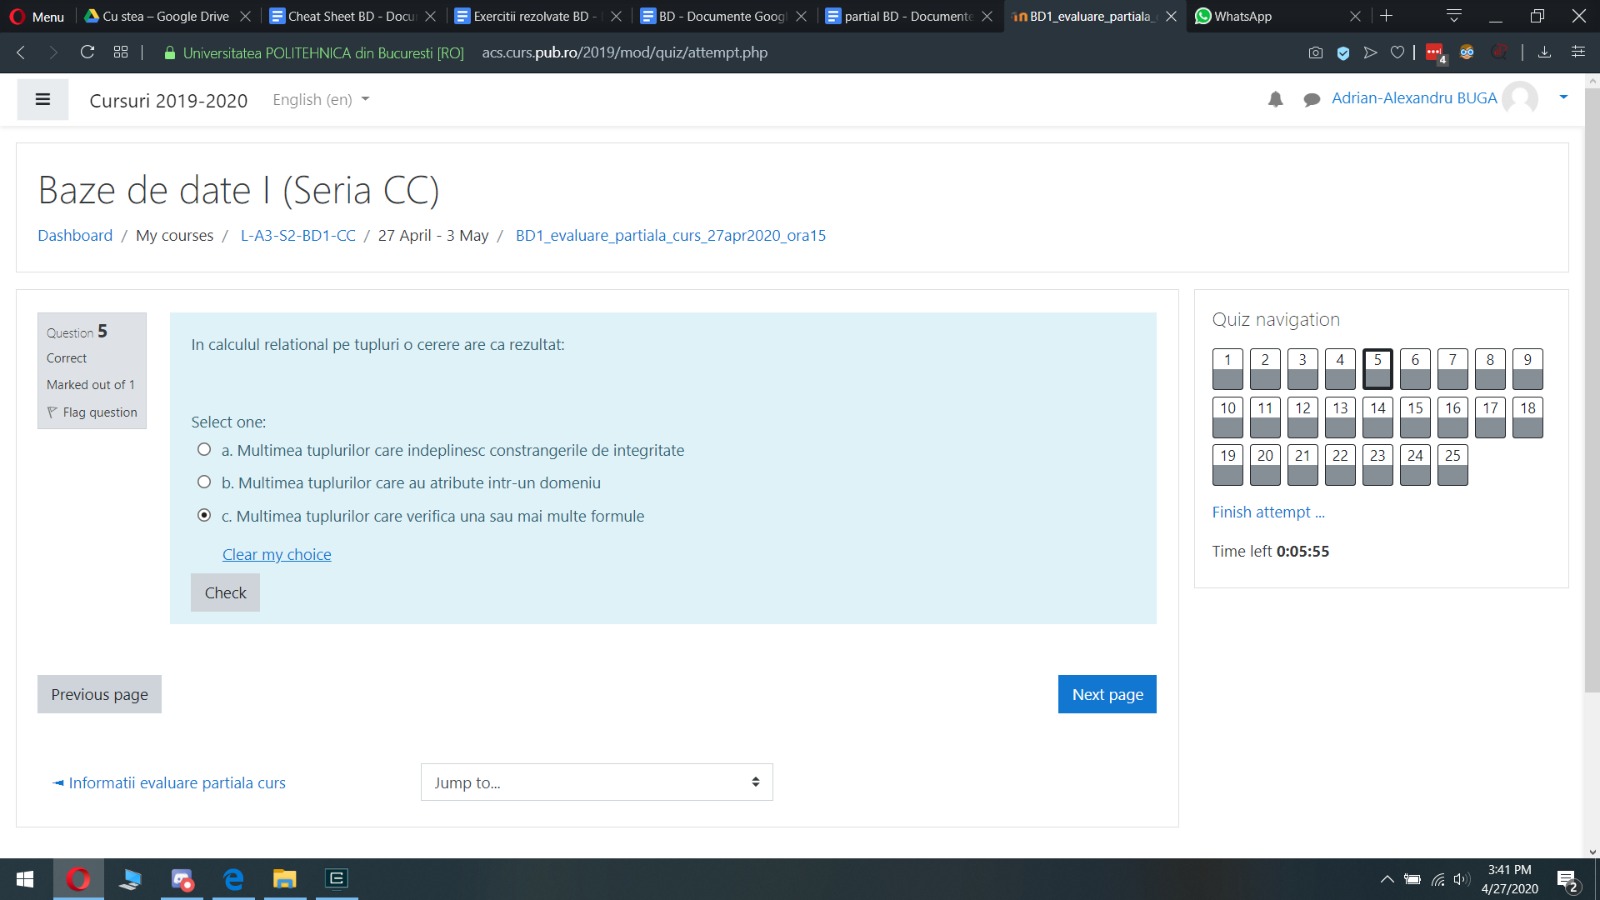 Menu
Cu stea – Google Drive
Cheat Sheet BD - Docu
Exercitii rezolvate BD -
BD - Documente Goog
partial BD - Documente
BD1_evaluare_partiala_
WhatsApp
Universitatea POLITEHNICA din Bucuresti [RO]
acs.curs.pub.ro/2019/mod/quiz/attempt.php
4
Cursuri 2019-2020
English (en)
Adrian-Alexandru BUGA
Baze de date I (Seria CC)
Dashboard / My courses / L-A3-S2-BD1-CC / 27 April - 3 May / BD1_evaluare_partiala_curs_27apr2020_ora15
Question 5
Correct
Marked out of 1
Flag question
In calculul relational pe tupluri o cerere are ca rezultat:
Select one:
a. Multimea tuplurilor care indeplinesc constrangerile de integritate
b. Multimea tuplurilor care au atribute intr-un domeniu
c. Multimea tuplurilor care verifica una sau mai multe formule
Clear my choice
Check
Previous page
Next page
◄ Informatii evaluare partiala curs
Jump to...
Quiz navigation
1 2 3 4 5 6 7 8 9
10 11 12 13 14 15 16 17 18
19 20 21 22 23 24 25
Finish attempt ...
Time left 0:05:55
3:41 PM
4/27/2020
2